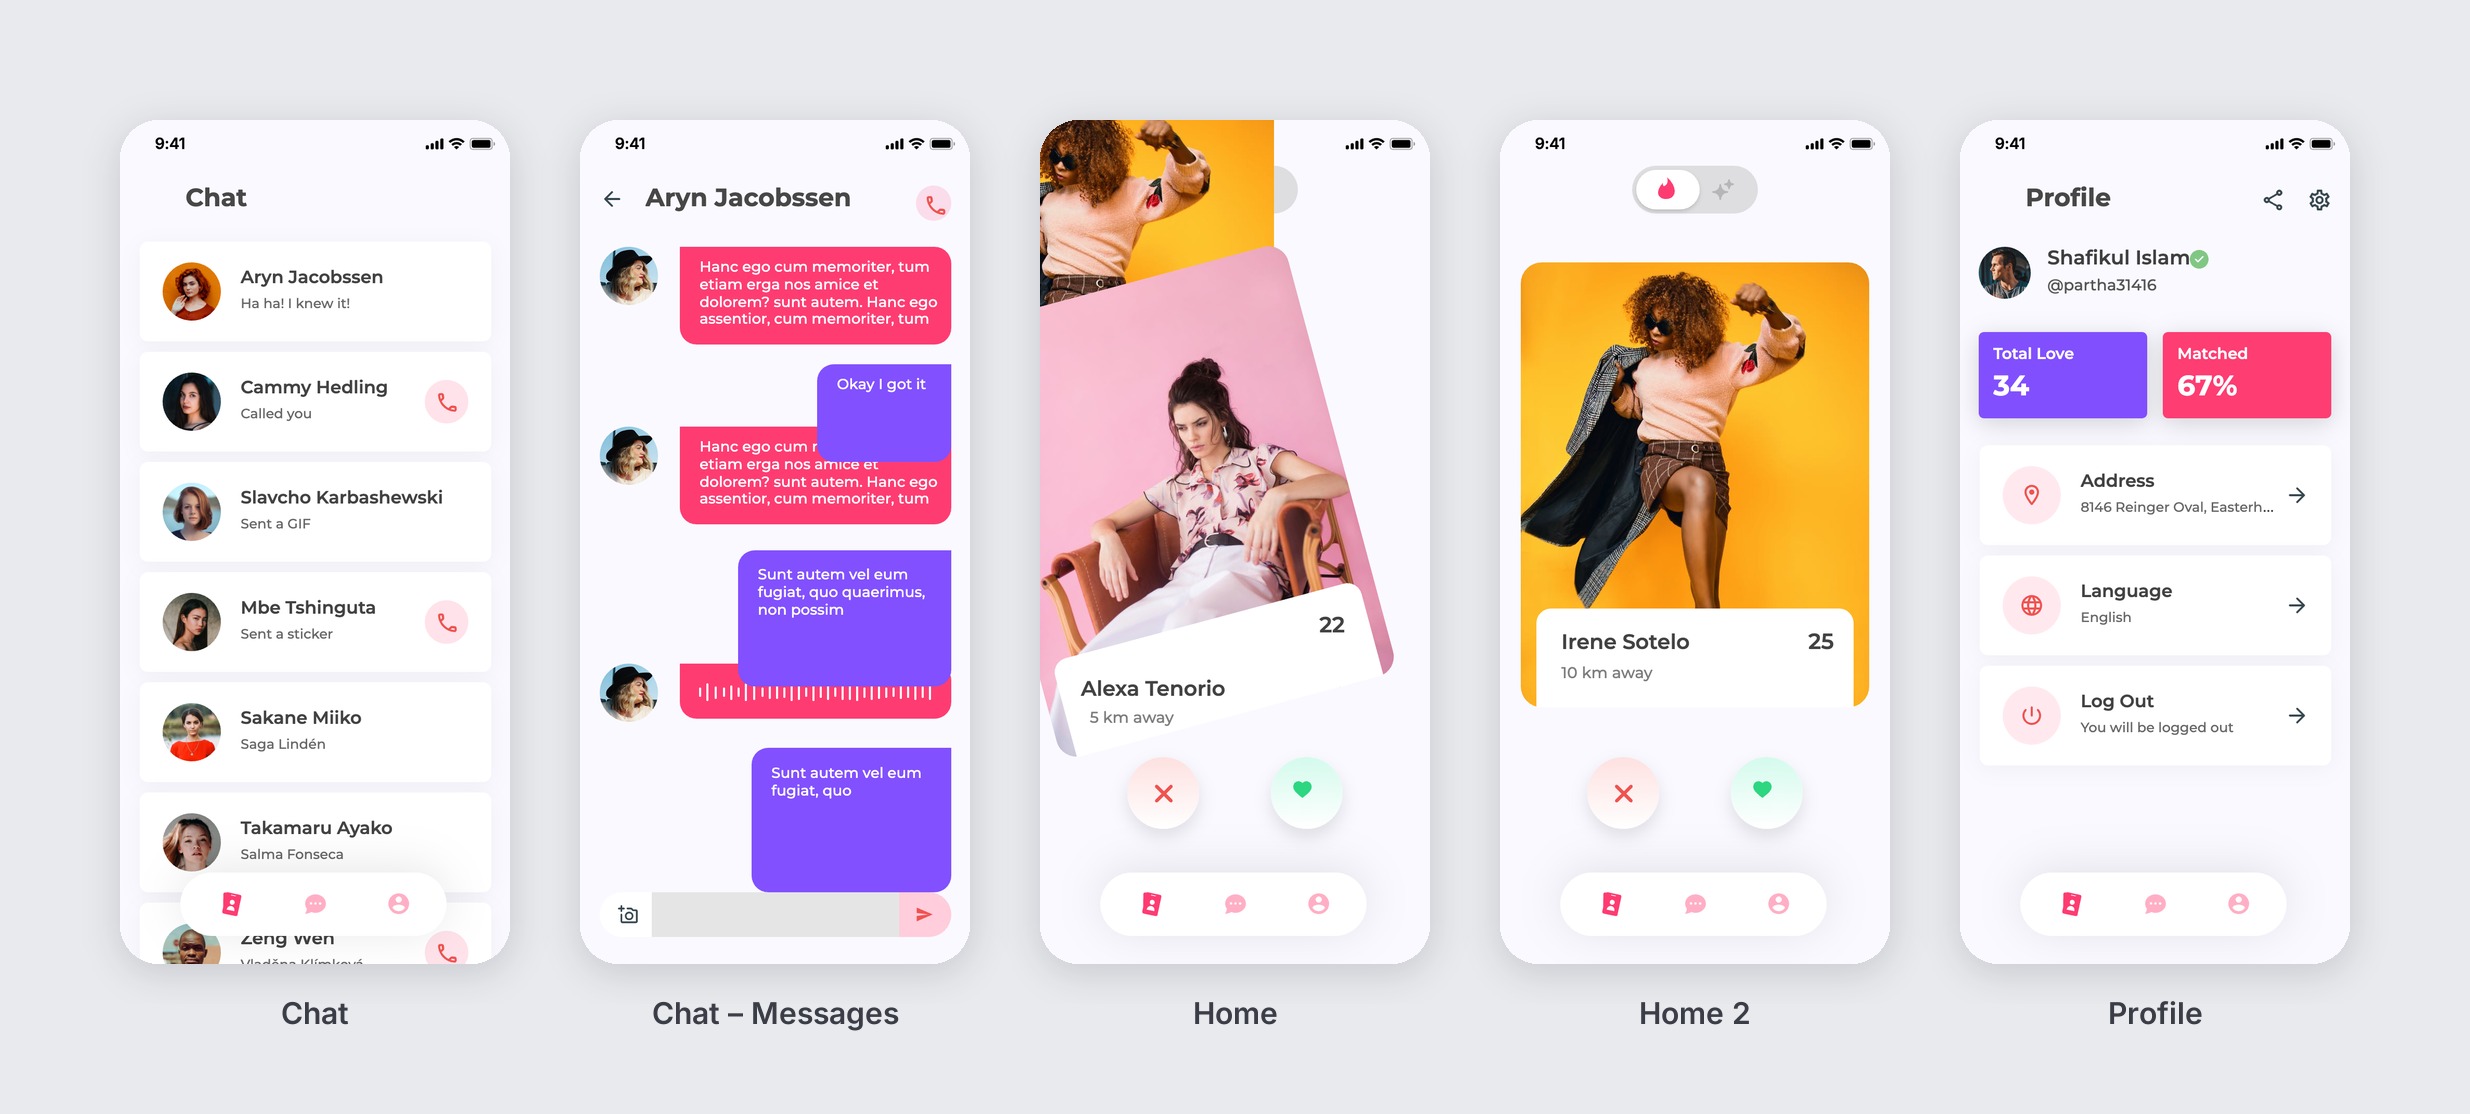 9:41
Chat
Aryn Jacobssen
Ha ha! I knew it!
Cammy Hedling
Called you
Slavcho Karbashewski
Sent a GIF
Mbe Tshinguta
Sent a sticker
Sakane Miiko
Saga Lindén
Takamaru Ayako
Salma Fonseca
Zeng Wen
Vladěna Klímková
Chat
9:41
Aryn Jacobssen
Hanc ego cum memoriter, tum
etiam erga nos amice et
dolorem? sunt autem. Hanc ego
assentior, cum memoriter, tum
Okay I got it
Hanc ego cum
etiam erga nos amice et
dolorem? sunt autem. Hanc ego
assentior, cum memoriter, tum
Sunt autem vel eum
fugiat, quo quaerimus,
non possim
Sunt autem vel eum
fugiat, quo
Chat – Messages
22
Alexa Tenorio
5 km away
Home
9:41
Irene Sotelo
25
10 km away
Home 2
9:41
Profile
Shafikul Islam
@partha31416
Total Love
34
Matched
67%
Address
8146 Reinger Oval, Easterh...
Language
English
Log Out
You will be logged out
Profile